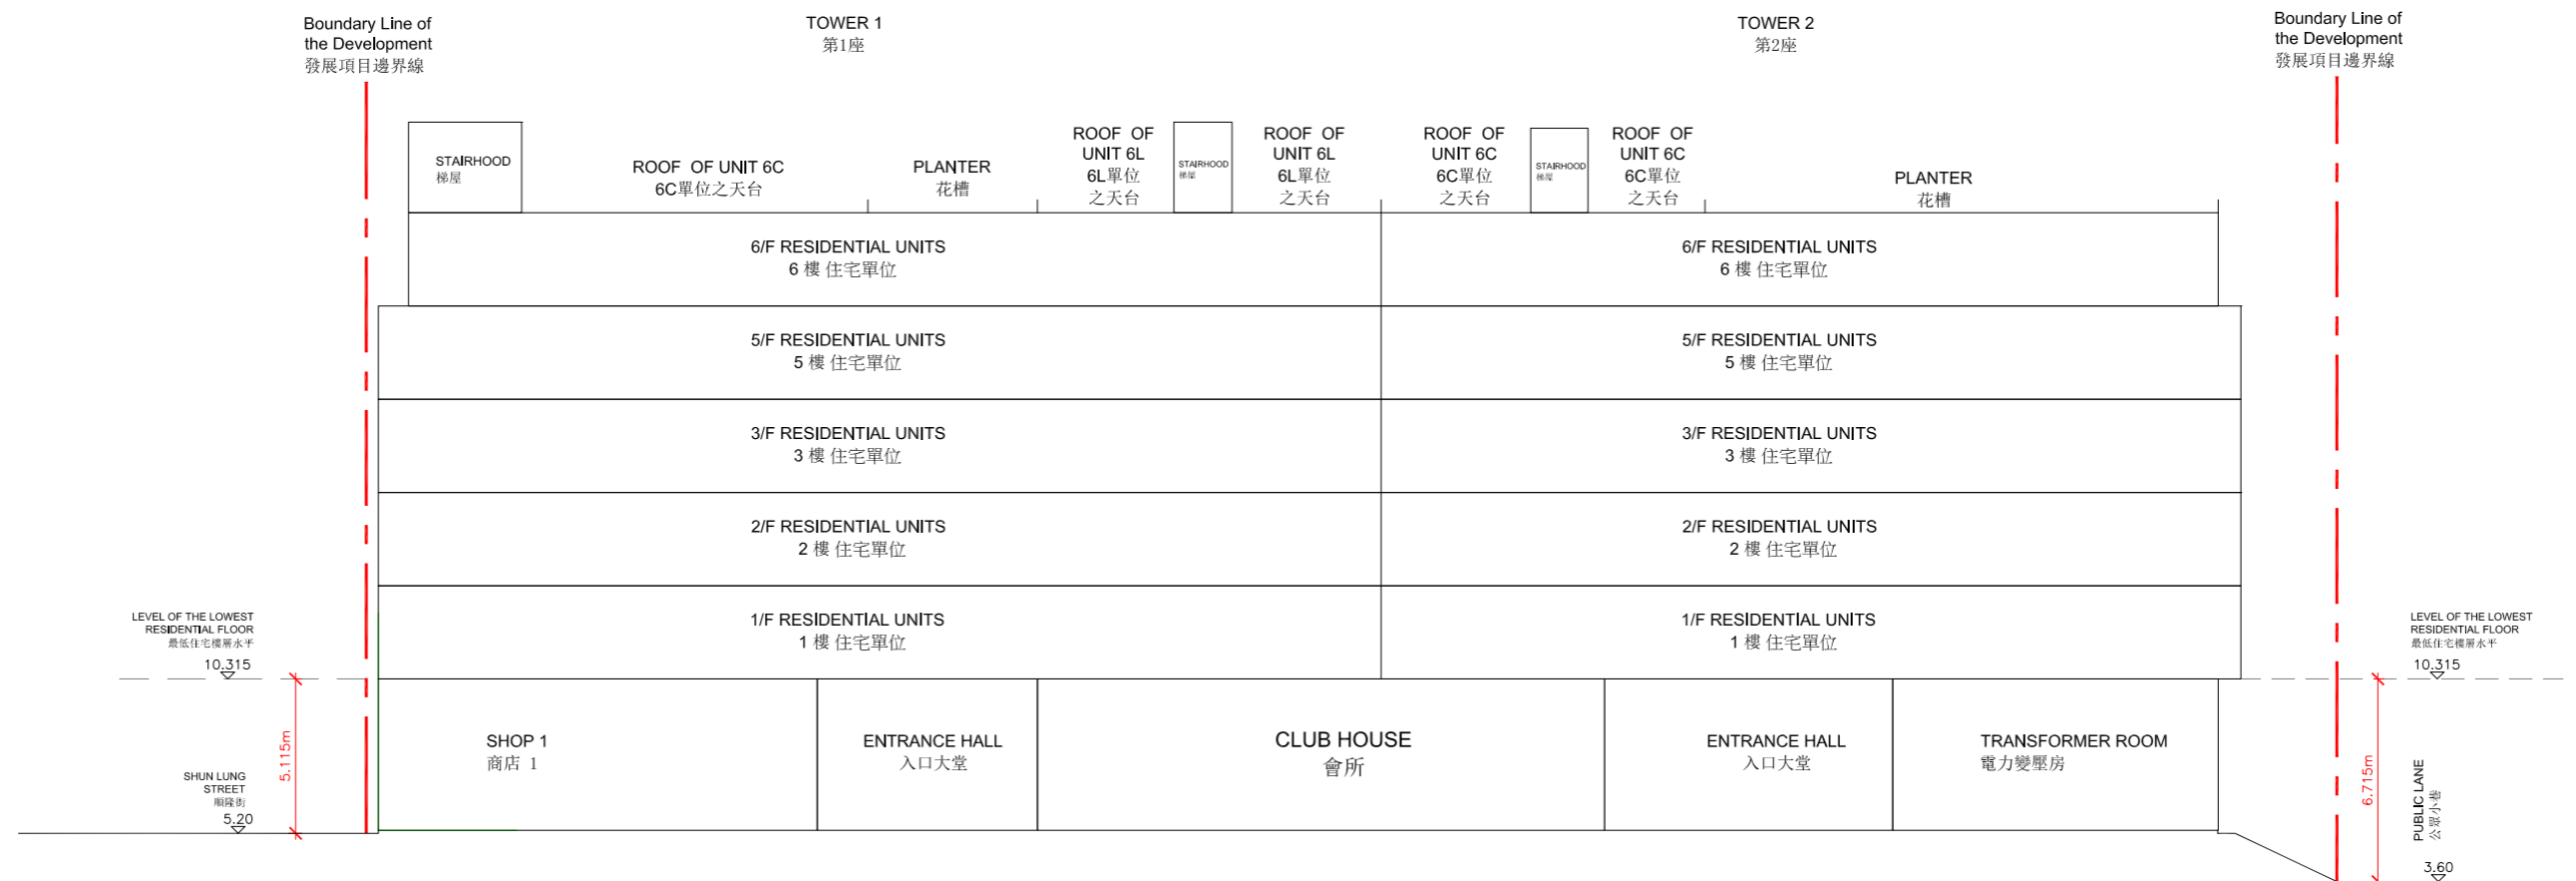 Boundary Line of
the Development
發展項目邊界線
TOWER 1
第1座
TOWER 2
第2座
Boundary Line of
the Development
發展項目邊界線
STAIRHOOD
梯屋
ROOF OF UNIT 6C
6C單位之天台
PLANTER
花槽
ROOF OF
UNIT 6L
6L單位
之天台
STAIRHOOD
梯屋
ROOF OF
UNIT 6L
6L單位
之天台
ROOF OF
UNIT 6C
6C單位
之天台
STAIRHOOD
梯屋
ROOF OF
UNIT 6C
6C單位
之天台
PLANTER
花槽
6/F RESIDENTIAL UNITS
6 樓 住宅單位
6/F RESIDENTIAL UNITS
6 樓 住宅單位
5/F RESIDENTIAL UNITS
5 樓 住宅單位
5/F RESIDENTIAL UNITS
5 樓 住宅單位
3/F RESIDENTIAL UNITS
3 樓 住宅單位
3/F RESIDENTIAL UNITS
3 樓 住宅單位
2/F RESIDENTIAL UNITS
2 樓 住宅單位
2/F RESIDENTIAL UNITS
2 樓 住宅單位
1/F RESIDENTIAL UNITS
1 樓 住宅單位
1/F RESIDENTIAL UNITS
1 樓 住宅單位
LEVEL OF THE LOWEST
RESIDENTIAL FLOOR
最低住宅樓層水平
10.315
LEVEL OF THE LOWEST
RESIDENTIAL FLOOR
最低住宅樓層水平
10.315
5.115m
SHUN LUNG
STREET
順隆街
5.20
SHOP 1
商店 1
ENTRANCE HALL
入口大堂
CLUB HOUSE
會所
ENTRANCE HALL
入口大堂
TRANSFORMER ROOM
電力變壓房
6.715m
PUBLIC LANE
公眾小巷
3.60